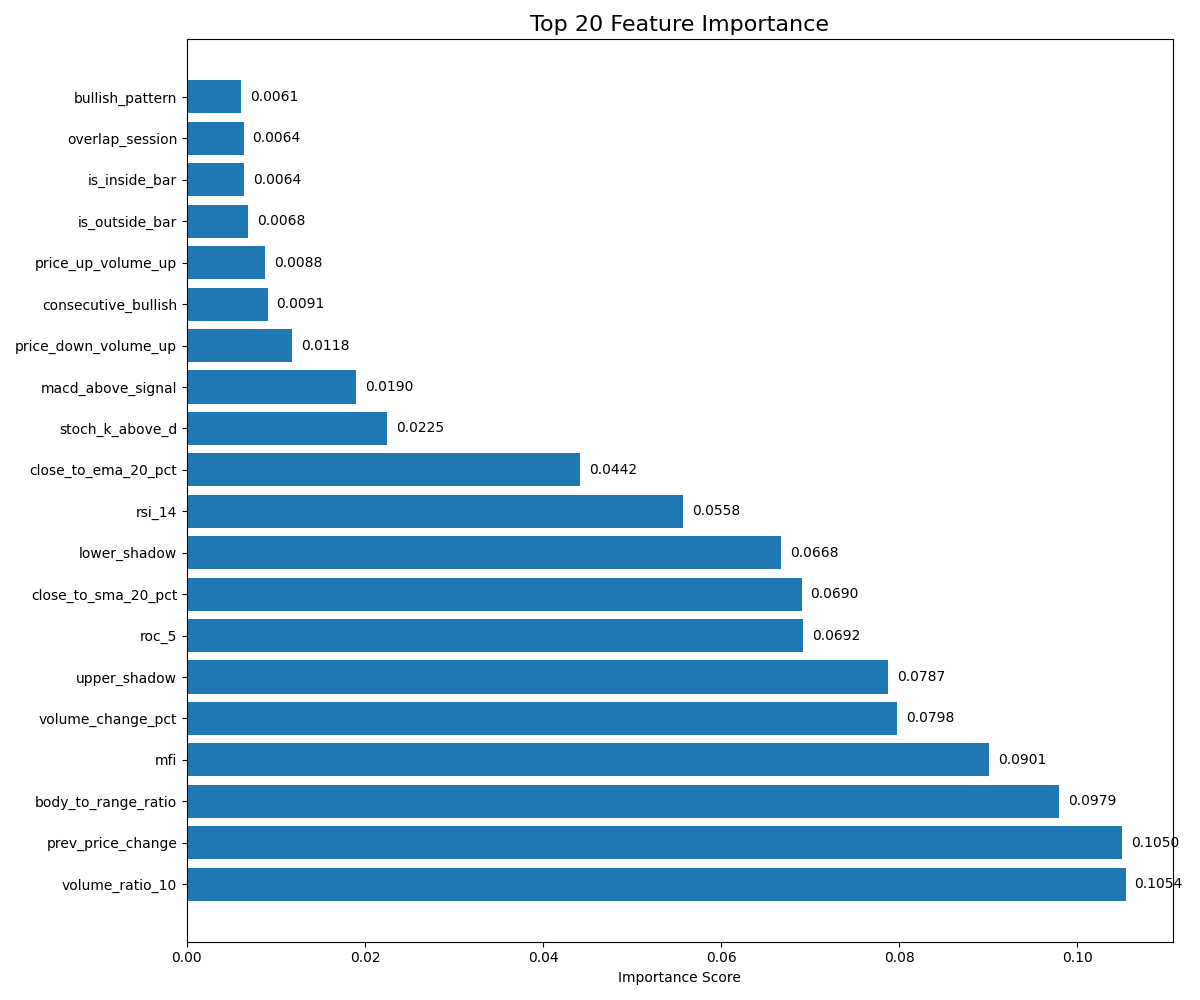 Top 20 Feature Importance
bullish_pattern 0.0061
overlap_session 0.0064
is_inside_bar 0.0064
is_outside_bar 0.0068
price_up_volume_up 0.0088
consecutive_bullish 0.0091
price_down_volume_up 0.0118
macd_above_signal 0.0190
stoch_k_above_d 0.0225
close_to_ema_20_pct 0.0442
rsi_14 0.0558
lower_shadow 0.0668
close_to_sma_20_pct 0.0690
roc_5 0.0692
upper_shadow 0.0787
volume_change_pct 0.0798
mfi 0.0901
body_to_range_ratio 0.0979
prev_price_change 0.1050
volume_ratio_10 0.1054
0.00 0.02 0.04 0.06 0.08 0.10
Importance Score